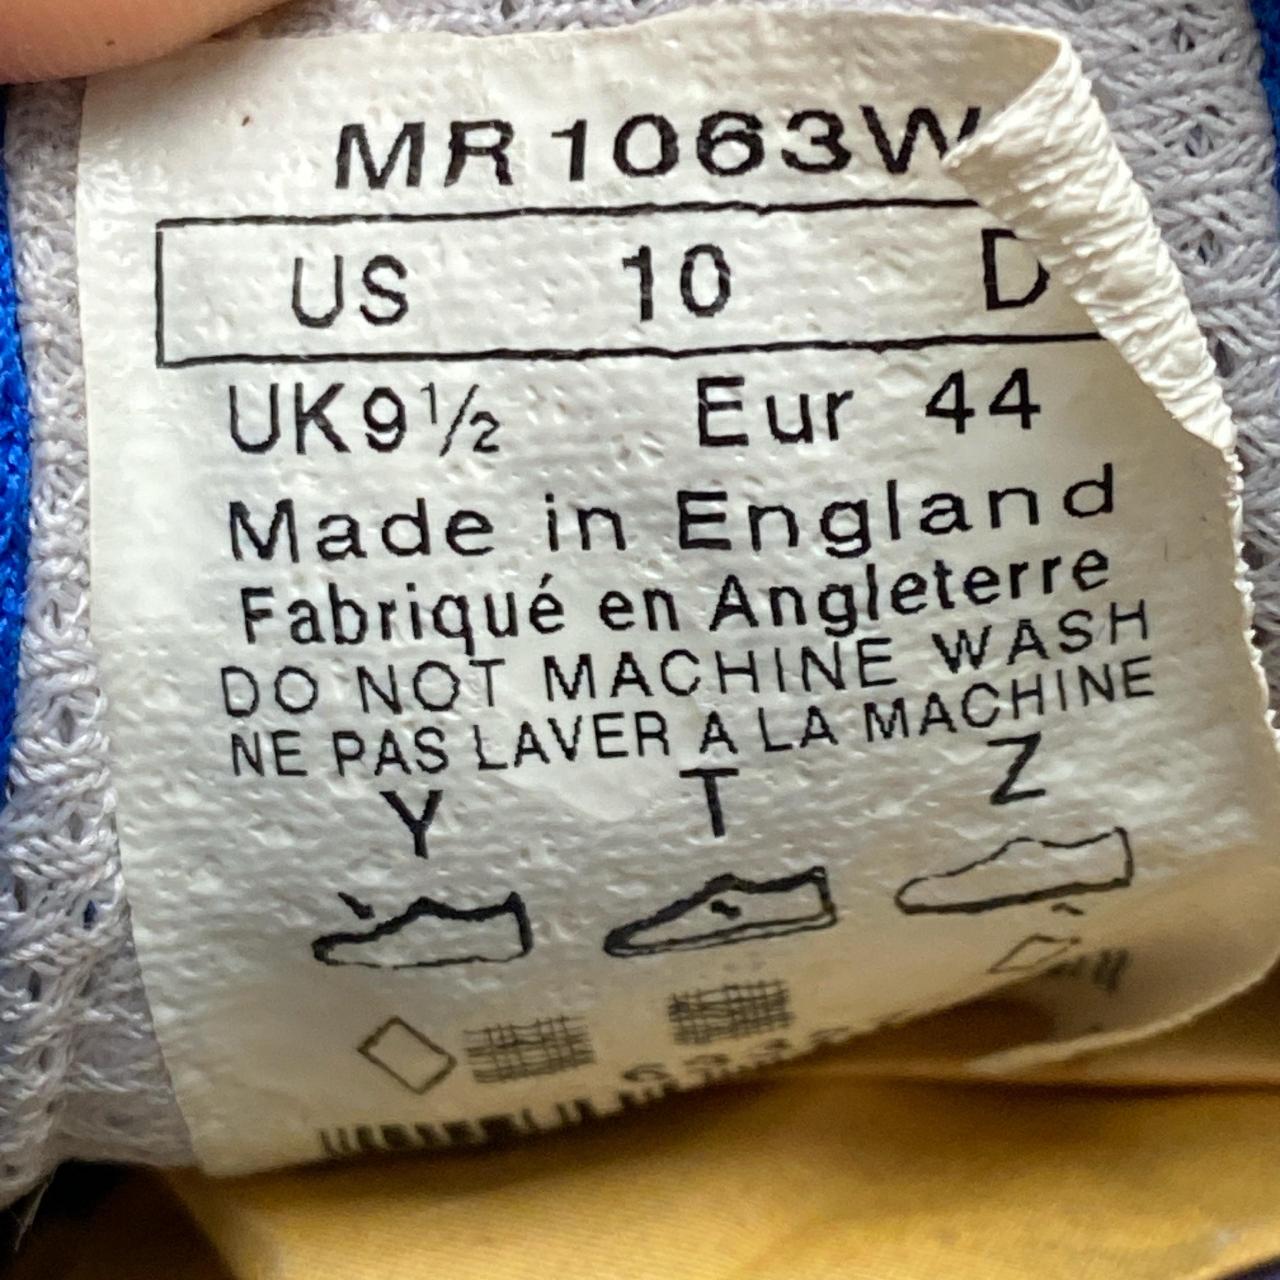 MR1063W
US 10 D
UK9½ Eur 44
Made in England
Fabriqué en Angleterre
DO NOT MACHINE WASH
NE PAS LAVER A LA MACHINE
Y T Z